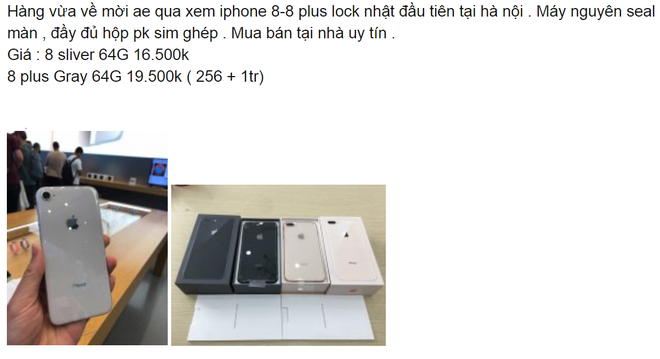 Hàng vừa về mời ae qua xem iphone 8-8 plus lock nhật đầu tiên tại hà nội . Máy nguyên seal
màn , đầy đủ hộp pk sim ghép . Mua bán tại nhà uy tín .
Giá : 8 sliver 64G 16.500k
8 plus Gray 64G 19.500k ( 256 + 1tr)